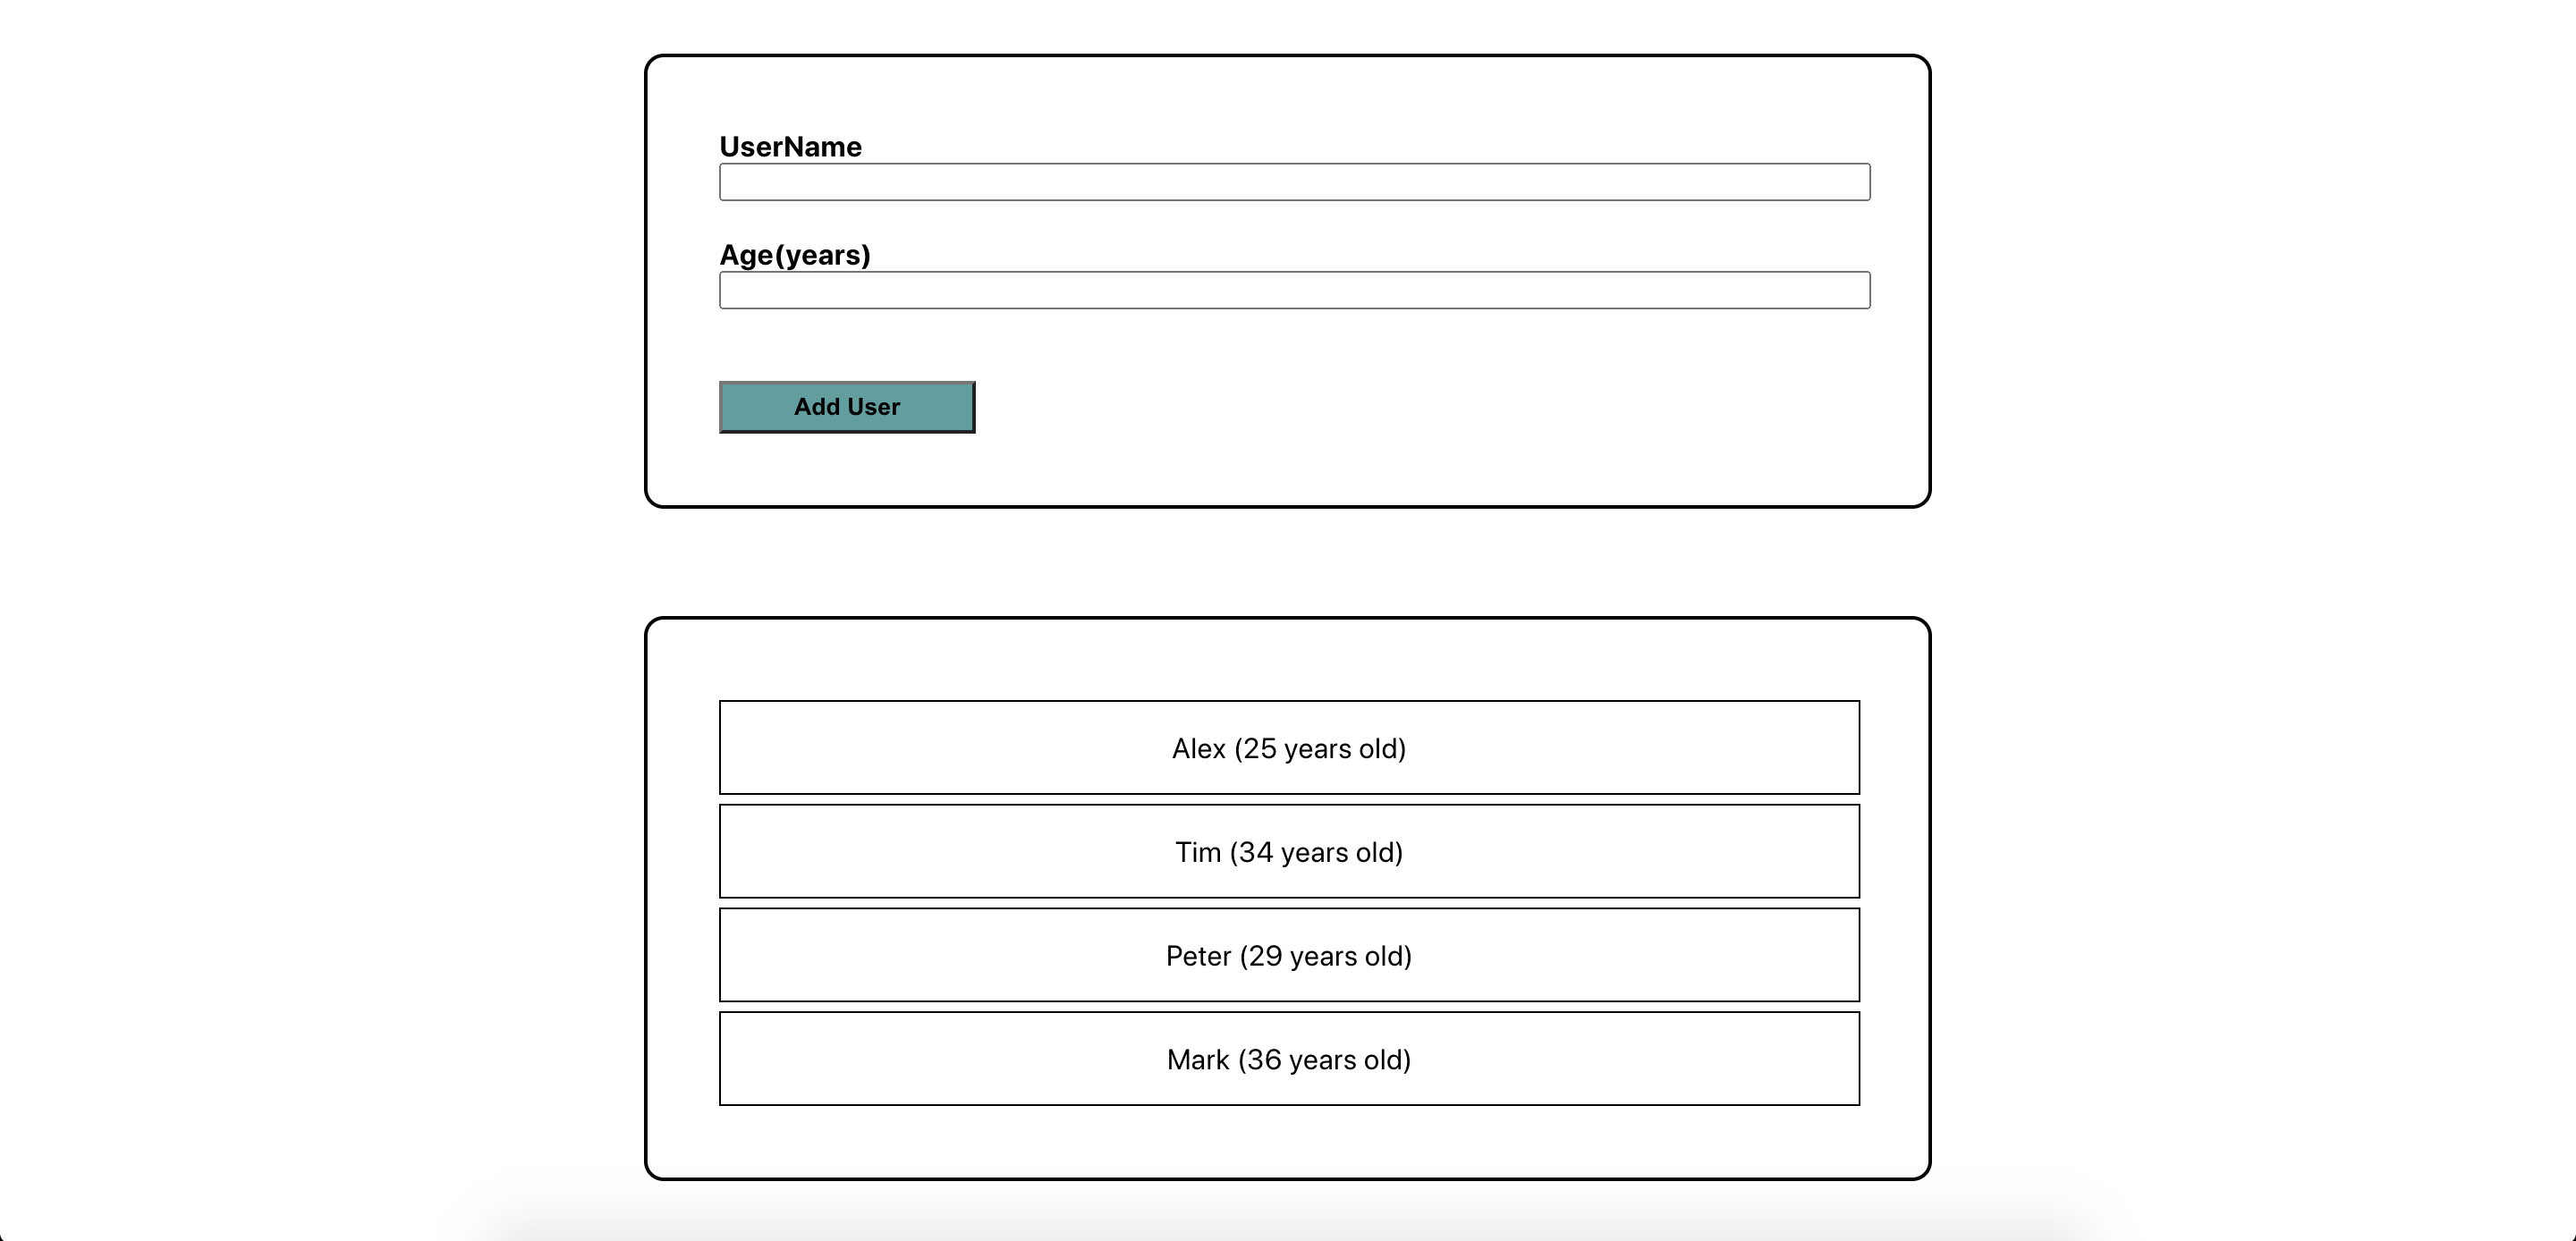 UserName
Age(years)
Add User
Alex (25 years old)
Tim (34 years old)
Peter (29 years old)
Mark (36 years old)